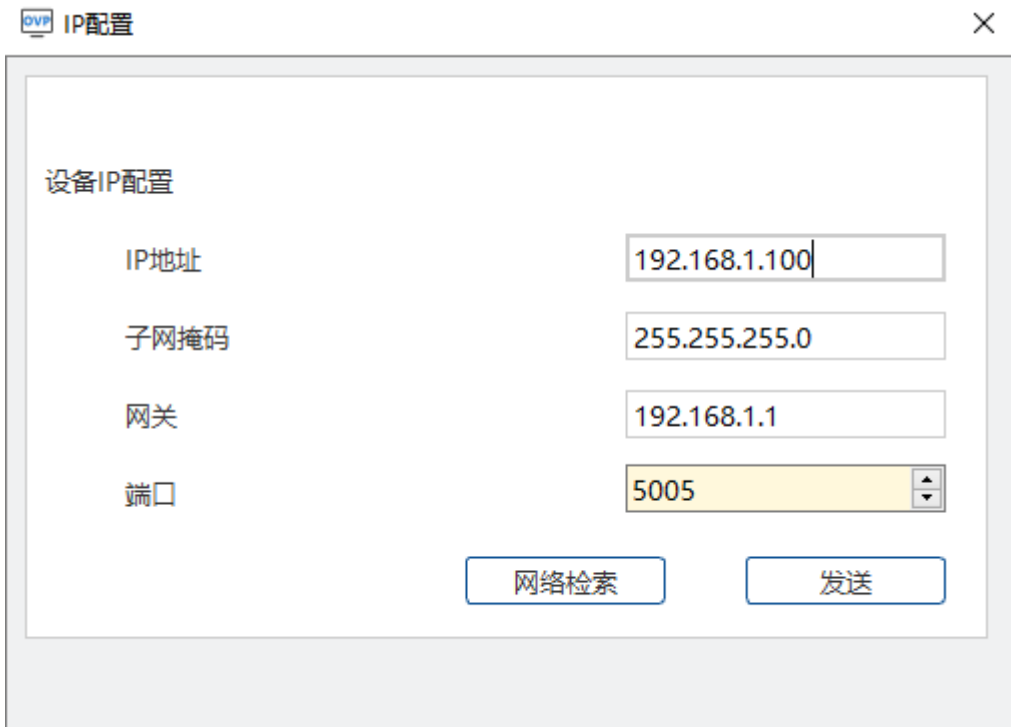 OVP IP配置
设备IP配置
IP地址 192.168.1.100
子网掩码 255.255.255.0
网关 192.168.1.1
端口 5005
网络检索 发送